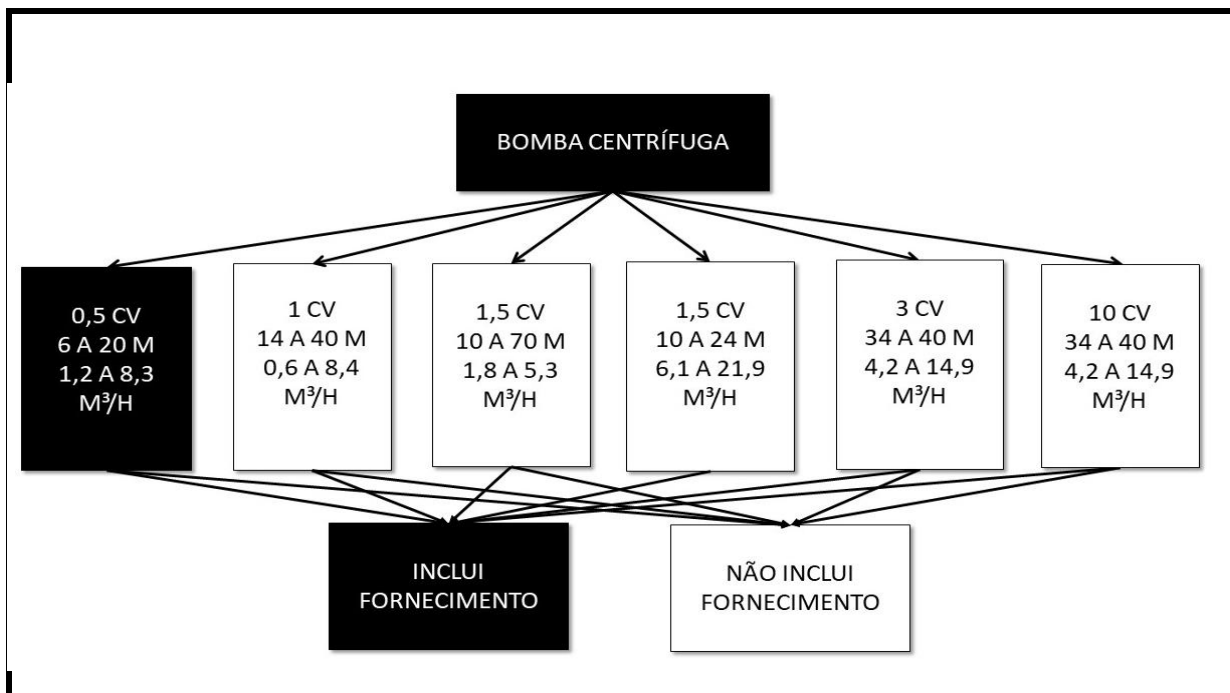 BOMBA CENTRÍFUGA
0,5 CV
6 A 20 M
1,2 A 8,3
M³/H
1 CV
14 A 40 M
0,6 A 8,4
M³/H
1,5 CV
10 A 70 M
1,8 A 5,3
M³/H
1,5 CV
10 A 24 M
6,1 A 21,9
M³/H
3 CV
34 A 40 M
4,2 A 14,9
M³/H
10 CV
34 A 40 M
4,2 A 14,9
M³/H
INCLUI
FORNECIMENTO
NÃO INCLUI
FORNECIMENTO